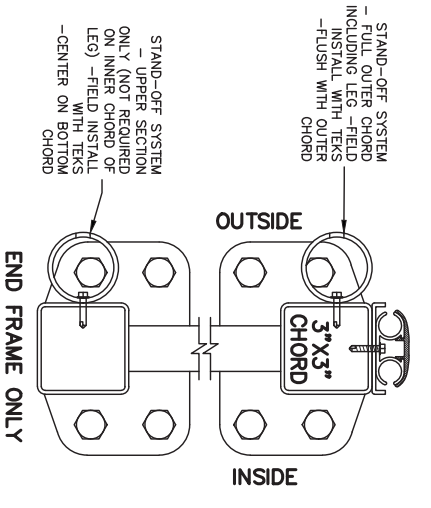 STAND-OFF SYSTEM
- FULL OUTER CHORD
INCLUDING LEG -FIELD
INSTALL WITH TEKS
-FLUSH WITH OUTER
CHORD
STAND-OFF SYSTEM
- UPPER SECTION
ONLY (NOT REQUIRED
ON INNER CHORD OF
LEG) -FIELD INSTALL
WITH TEKS
-CENTER ON BOTTOM
CHORD
OUTSIDE
3"X3"
CHORD
INSIDE
END FRAME ONLY